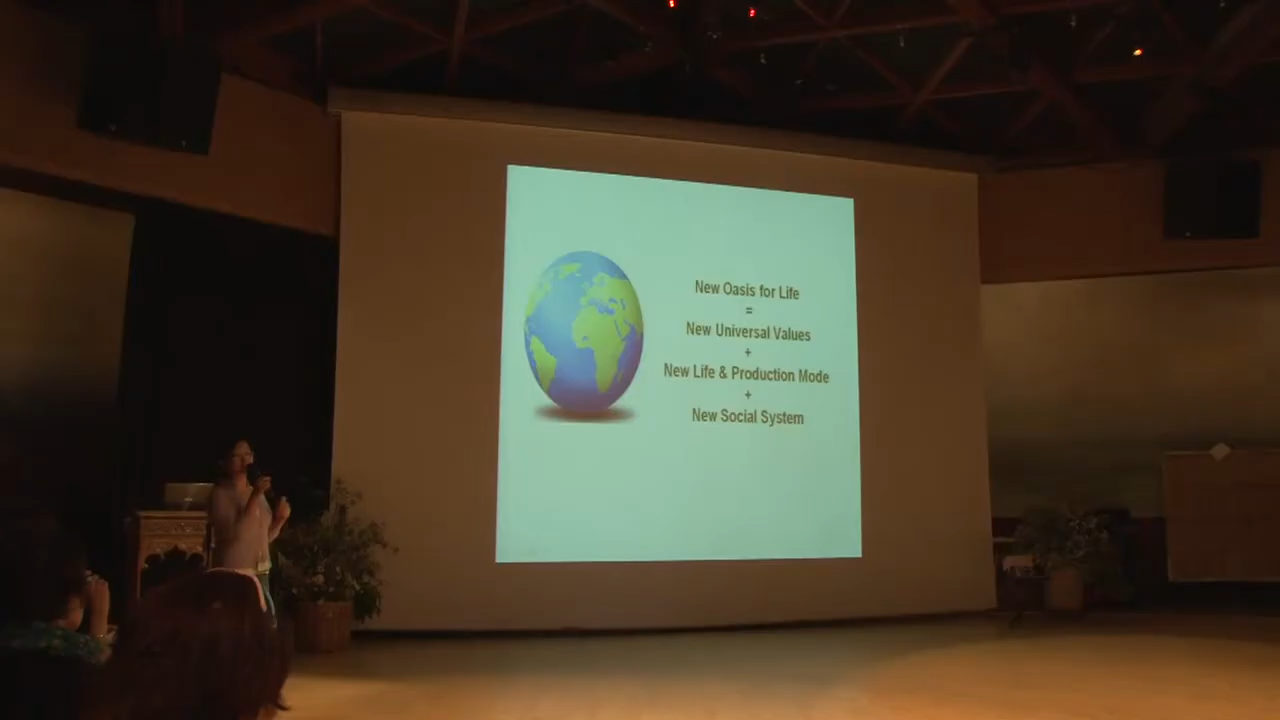 New Oasis for Life
=
New Universal Values
+
New Life & Production Mode
+
New Social System